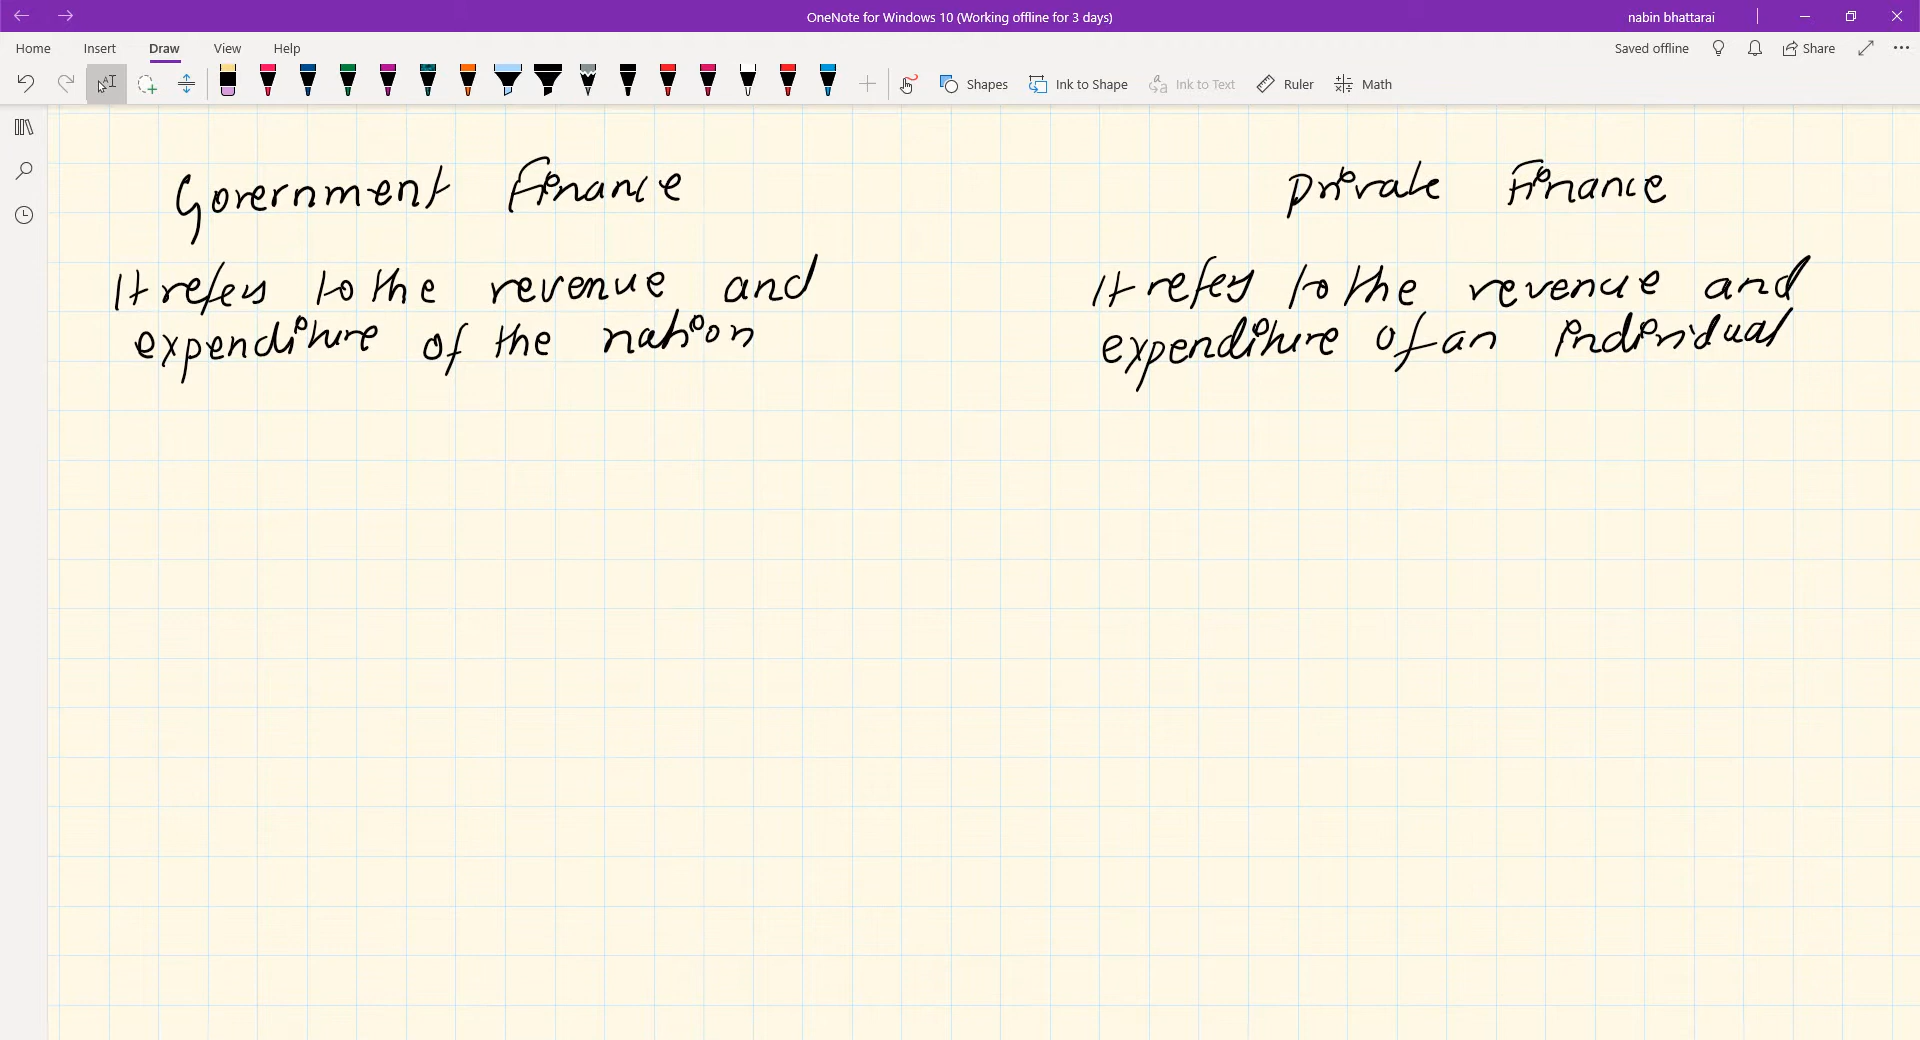 OneNote for Windows 10 (Working offline for 3 days)
nabin bhattarai
Home Insert Draw View Help
Saved offline
Share
Shapes
Ink to Shape
Ink to Text
Ruler
Math
Government Finance
It refers to the revenue and
expenditure of the nation
Private Finance
It refers to the revenue and
expenditure of an individual